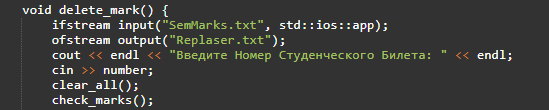 void delete_mark() {
ifstream input("SemMarks.txt", std::ios::app);
ofstream output("Replaser.txt");
cout << endl << "Введите Номер Студенческого Билета: " << endl;
cin >> number;
clear_all();
check_marks();